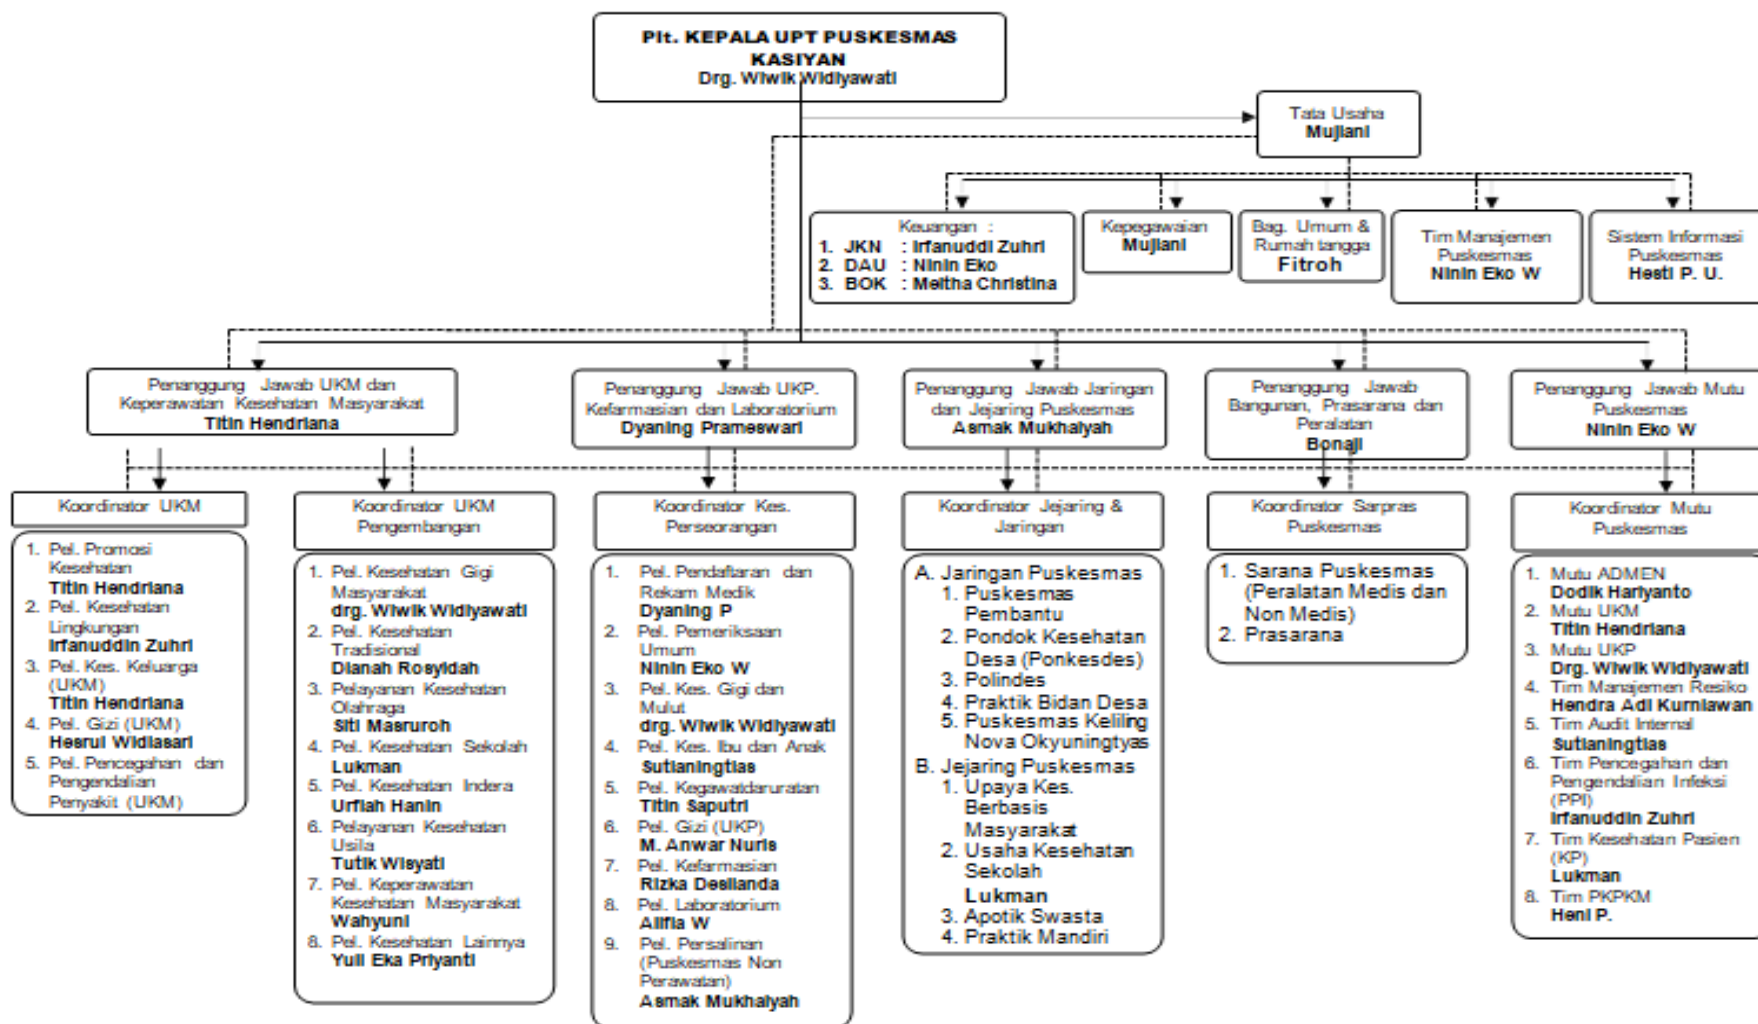 Plt. KEPALA UPT PUSKESMAS
KASIYAN
Drg. Wiwik Widiyawati
Tata Usaha
Mujiani
Keuangan :
1. JKN : Irfanuddi Zuhri
2. DAU : Ninin Eko
3. BOK : Meitha Christina
Kepegawaian
Mujiani
Bag. Umum &
Rumah tangga
Fitroh
Tim Manajemen
Puskesmas
Ninin Eko W
Sistem Informasi
Puskesmas
Hesti P. U.
Penanggung Jawab UKM dan
Keperawatan Kesehatan Masyarakat
Titin Hendriana
Penanggung Jawab UKP.
Kefarmasian dan Laboratorium
Dyaning Prameswari
Penanggung Jawab Jaringan
dan Jejaring Puskesmas
Asmak Mukhaiyah
Penanggung Jawab
Bangunan, Prasarana dan
Peralatan
Bonaji
Penanggung Jawab Mutu
Puskesmas
Ninin Eko W
Koordinator UKM
1. Pel. Promosi
Kesehatan
Titin Hendriana
2. Pel. Kesehatan
Lingkungan
Irfanuddin Zuhri
3. Pel. Kes. Keluarga
(UKM)
Titin Hendriana
4. Pel. Gizi (UKM)
Hesrul Widiasari
5. Pel. Pencegahan dan
Pengendalian
Penyakit (UKM)
Koordinator UKM
Pengembangan
1. Pel. Kesehatan Gigi
Masyarakat
drg. Wiwik Widiyawati
2. Pel. Kesehatan
Tradisional
Dianah Rosyidah
3. Pelayanan Kesehatan
Olahraga
Siti Masruroh
4. Pel. Kesehatan Sekolah
Lukman
5. Pel. Kesehatan Indera
Urfiah Hanin
6. Pelayanan Kesehatan
Usila
Tutik Wisyati
7. Pel. Keperawatan
Kesehatan Masyarakat
Wahyuni
8. Pel. Kesehatan Lainnya
Yuli Eka Priyanti
Koordinator Kes.
Perseorangan
1. Pel. Pendaftaran dan
Rekam Medik
Dyaning P
2. Pel. Pemeriksaan
Umum
Ninin Eko W
3. Pel. Kes. Gigi dan
Mulut
drg. Wiwik Widiyawati
4. Pel. Kes. Ibu dan Anak
Sutianingtias
5. Pel. Kegawatdaruratan
Titin Saputri
6. Pel. Gizi (UKP)
M. Anwar Nuris
7. Pel. Kefarmasian
Rizka Deslianda
8. Pel. Laboratorium
Alifia W
9. Pel. Persalinan
(Puskesmas Non
Perawatan)
Asmak Mukhaiyah
Koordinator Jejaring &
Jaringan
A. Jaringan Puskesmas
1. Puskesmas
Pembantu
2. Pondok Kesehatan
Desa (Ponkesdes)
3. Polindes
4. Praktik Bidan Desa
5. Puskesmas Keliling
Nova Okyuningtyas
B. Jejaring Puskesmas
1. Upaya Kes.
Berbasis
Masyarakat
2. Usaha Kesehatan
Sekolah
Lukman
3. Apotik Swasta
4. Praktik Mandiri
Koordinator Sarpras
Puskesmas
1. Sarana Puskesmas
(Peralatan Medis dan
Non Medis)
2. Prasarana
Koordinator Mutu
Puskesmas
1. Mutu ADMEN
Dodik Hariyanto
2. Mutu UKM
Titin Hendriana
3. Mutu UKP
Drg. Wiwik Widiyawati
4. Tim Manajemen Resiko
Hendra Adi Kurniawan
5. Tim Audit Internal
Sutianingtias
6. Tim Pencegahan dan
Pengendalian Infeksi
(PPI)
Irfanuddin Zuhri
7. Tim Kesehatan Pasien
(KP)
Lukman
8. Tim PKPKM
Heni P.